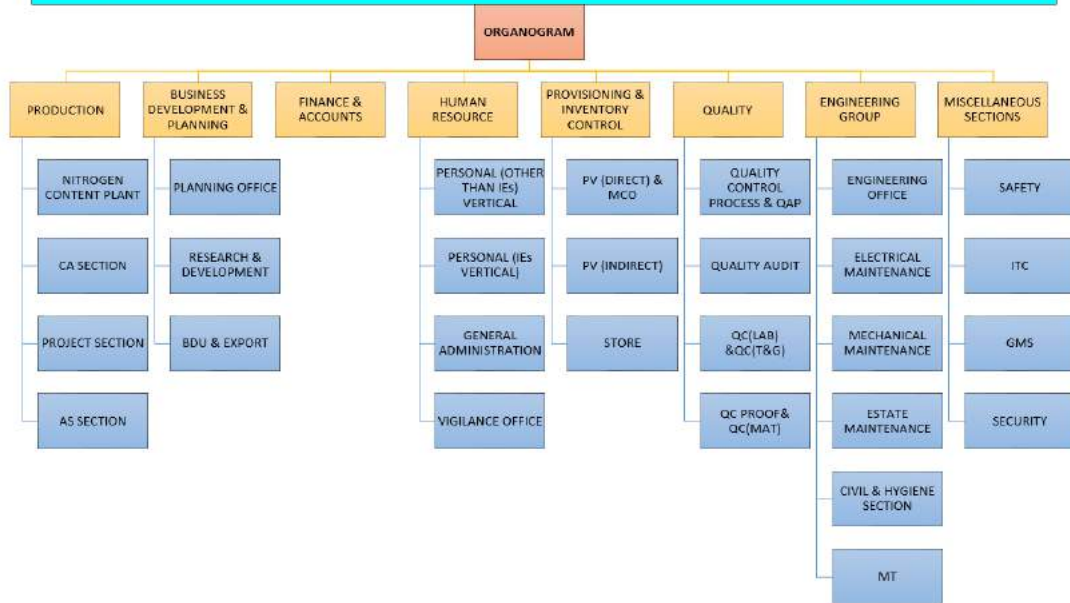 ORGANOGRAM
PRODUCTION
BUSINESS
DEVELOPMENT &
PLANNING
FINANCE &
ACCOUNTS
HUMAN
RESOURCE
PROVISIONING &
INVENTORY
CONTROL
QUALITY
ENGINEERING
GROUP
MISCELLANEOUS
SECTIONS
NITROGEN
CONTENT PLANT
CA SECTION
PROJECT SECTION
AS SECTION
PLANNING OFFICE
RESEARCH &
DEVELOPMENT
BDU & EXPORT
PERSONAL (OTHER
THAN IEs)
VERTICAL
PERSONAL (IEs
VERTICAL)
GENERAL
ADMINISTRATION
VIGILANCE OFFICE
PV (DIRECT) &
MCO
PV (INDIRECT)
STORE
QUALITY
CONTROL
PROCESS & QAP
QUALITY AUDIT
QC(LAB)
&QC(T&G)
QC PROOF&
QC(MAT)
ENGINEERING
OFFICE
ELECTRICAL
MAINTENANCE
MECHANICAL
MAINTENANCE
ESTATE
MAINTENANCE
CIVIL & HYGIENE
SECTION
MT
SAFETY
ITC
GMS
SECURITY